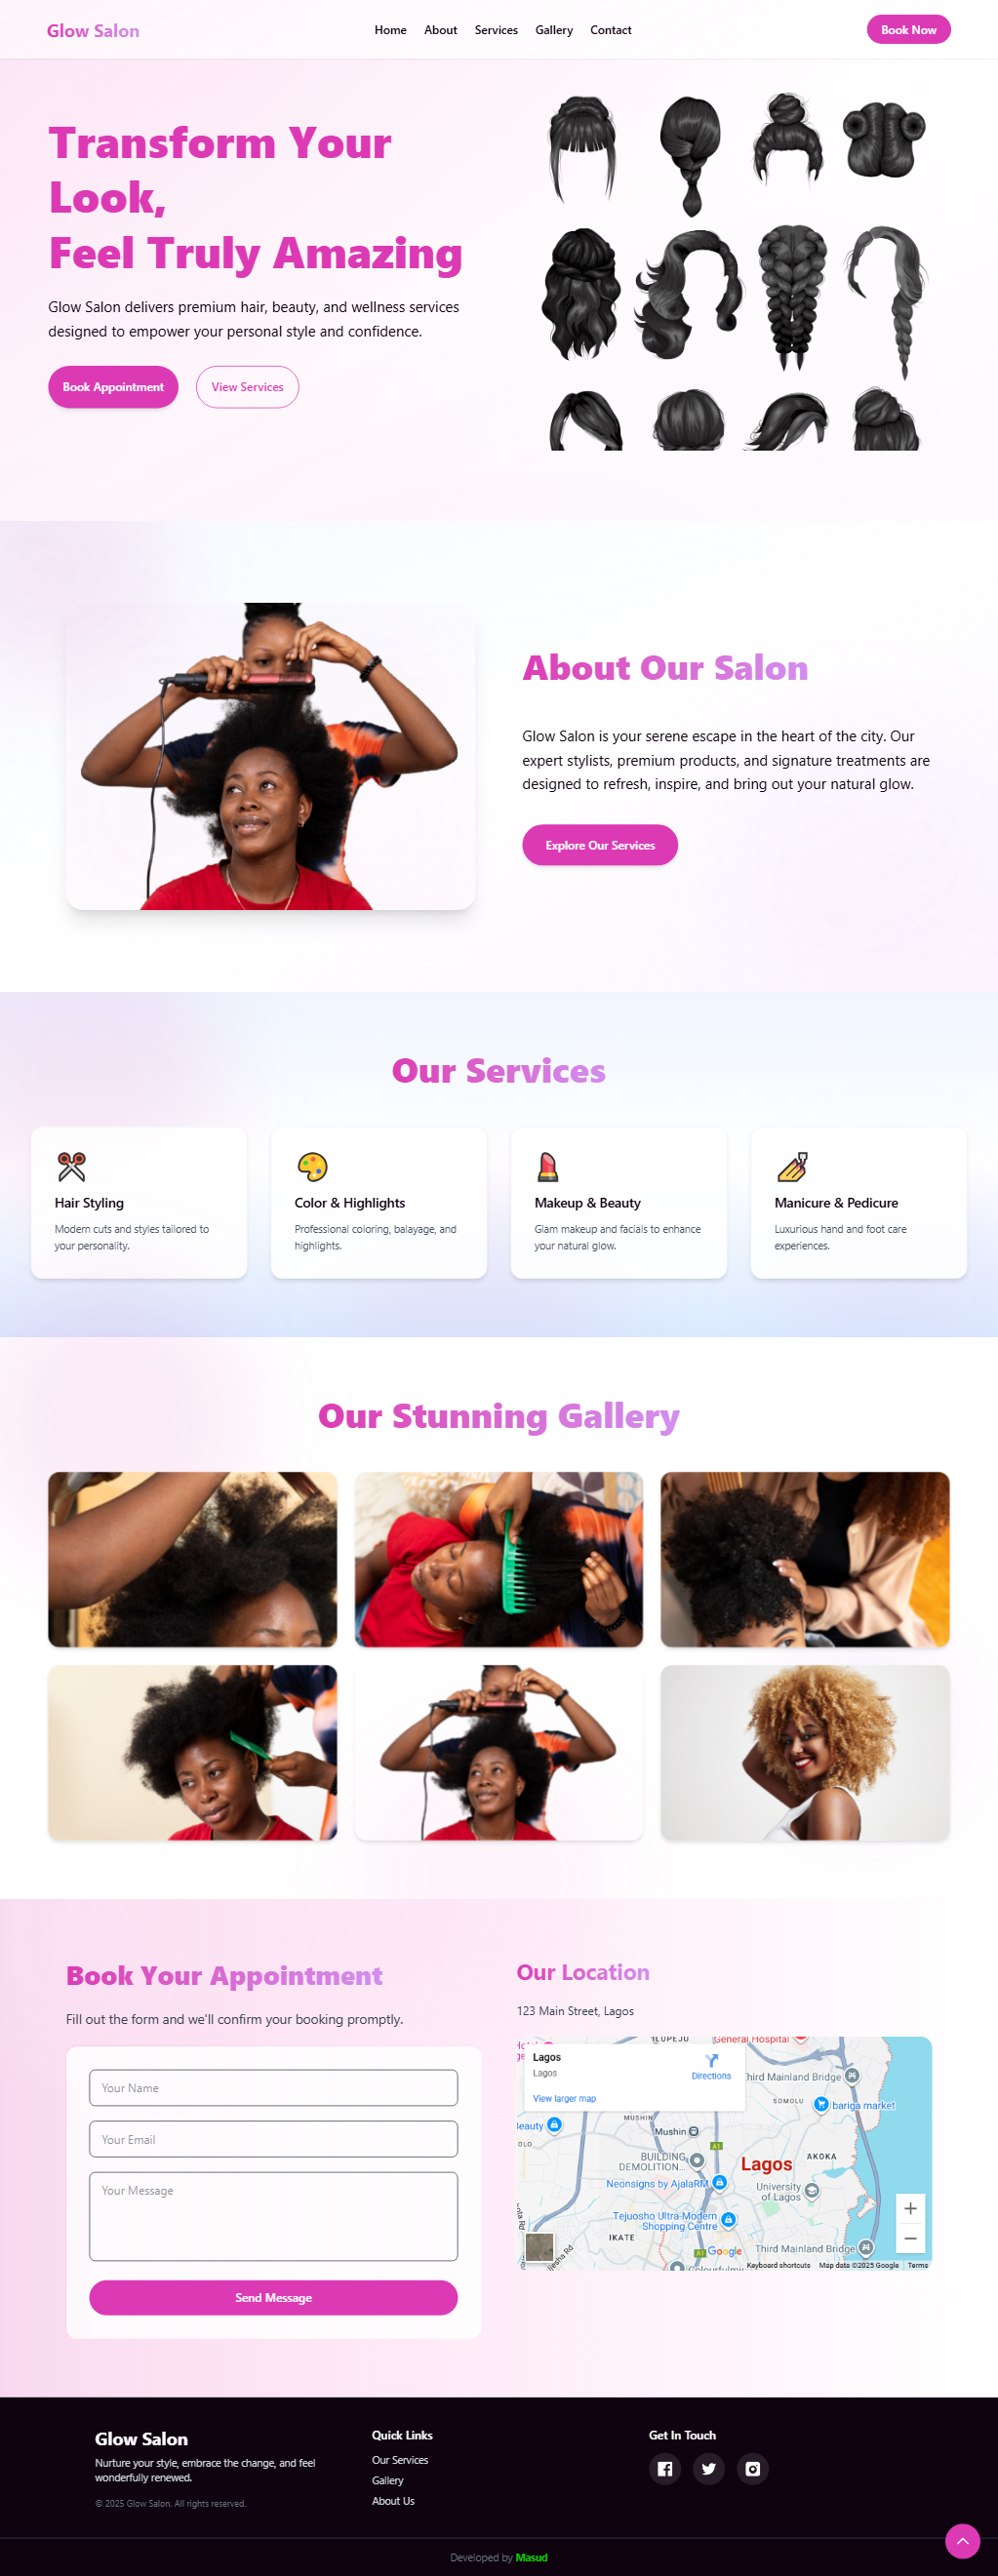 Glow Salon
Home About Services Gallery Contact
Book Now
Transform Your
Look,
Feel Truly Amazing
Glow Salon delivers premium hair, beauty, and wellness services
designed to empower your personal style and confidence.
Book Appointment
View Services
About Our Salon
Glow Salon is your serene escape in the heart of the city. Our
expert stylists, premium products, and signature treatments are
designed to refresh, inspire, and bring out your natural glow.
Explore Our Services
Our Services
Hair Styling
Modern cuts and styles tailored to
your personality.
Color & Highlights
Professional coloring, balayage, and
highlights.
Makeup & Beauty
Glam makeup and facials to enhance
your natural glow.
Manicure & Pedicure
Luxurious hand and foot care
experiences.
Our Stunning Gallery
Book Your Appointment
Fill out the form and we'll confirm your booking promptly.
Your Name
Your Email
Your Message
Send Message
Our Location
123 Main Street, Lagos
General Hospital
Lagos
Lagos
Directions
View larger map
Third Mainland Bridge
SOMOLU
bariga market
MUSHIN
Mushin
A1
BUILDING
DEMOLITION...
AKOKA
Lagos
Neonsigns by AjalaRM
University
of Lagos
Tejuosho Ultra-Modern
Shopping Centre
IKATE
A1
Google
Third Mainland Bridge
Keyboard shortcuts
Map data ©2025 Google
Terms
Glow Salon
Nurture your style, embrace the change, and feel
wonderfully renewed.
© 2025 Glow Salon. All rights reserved.
Quick Links
Our Services
Gallery
About Us
Get In Touch
Developed by Masud